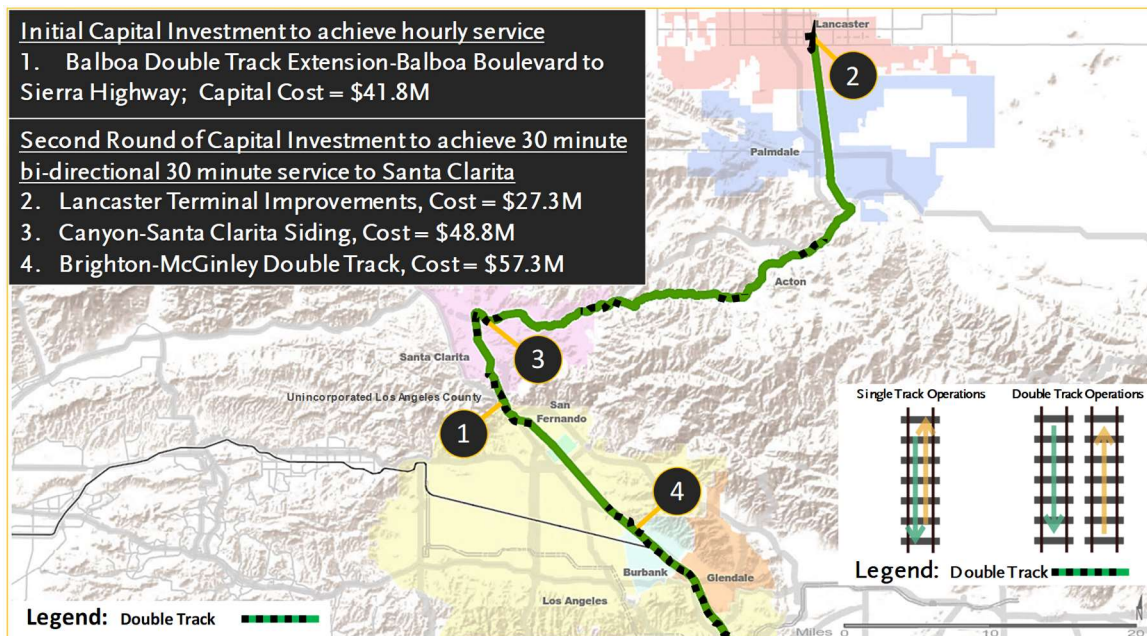 Initial Capital Investment to achieve hourly service
1. Balboa Double Track Extension-Balboa Boulevard to
Sierra Highway; Capital Cost = $41.8M
Second Round of Capital Investment to achieve 30 minute
bi-directional 30 minute service to Santa Clarita
2. Lancaster Terminal Improvements, Cost = $27.3M
3. Canyon-Santa Clarita Siding, Cost = $48.8M
4. Brighton-McGinley Double Track, Cost = $57.3M
Lancaster
2
Palmdale
Acton
3
Santa Clarita
Unincorporated Los Angeles County
San
Fernando
1
4
Burbank
Glendale
Los Angeles
Single Track Operations
Double Track Operations
Legend: Double Track
Legend: Double Track
Miles 0 10 20
N